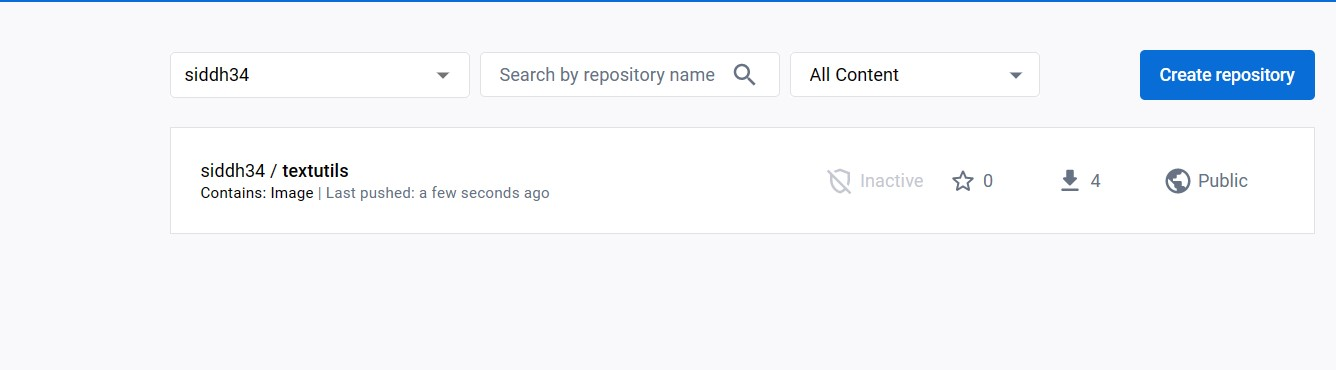 siddh34
Search by repository name
All Content
Create repository
siddh34 / textutils
Contains: Image | Last pushed: a few seconds ago
Inactive
0
4
Public